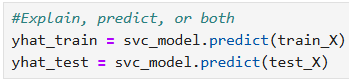 #Explain, predict, or both
yhat_train = svc_model.predict(train_X)
yhat_test = svc_model.predict(test_X)